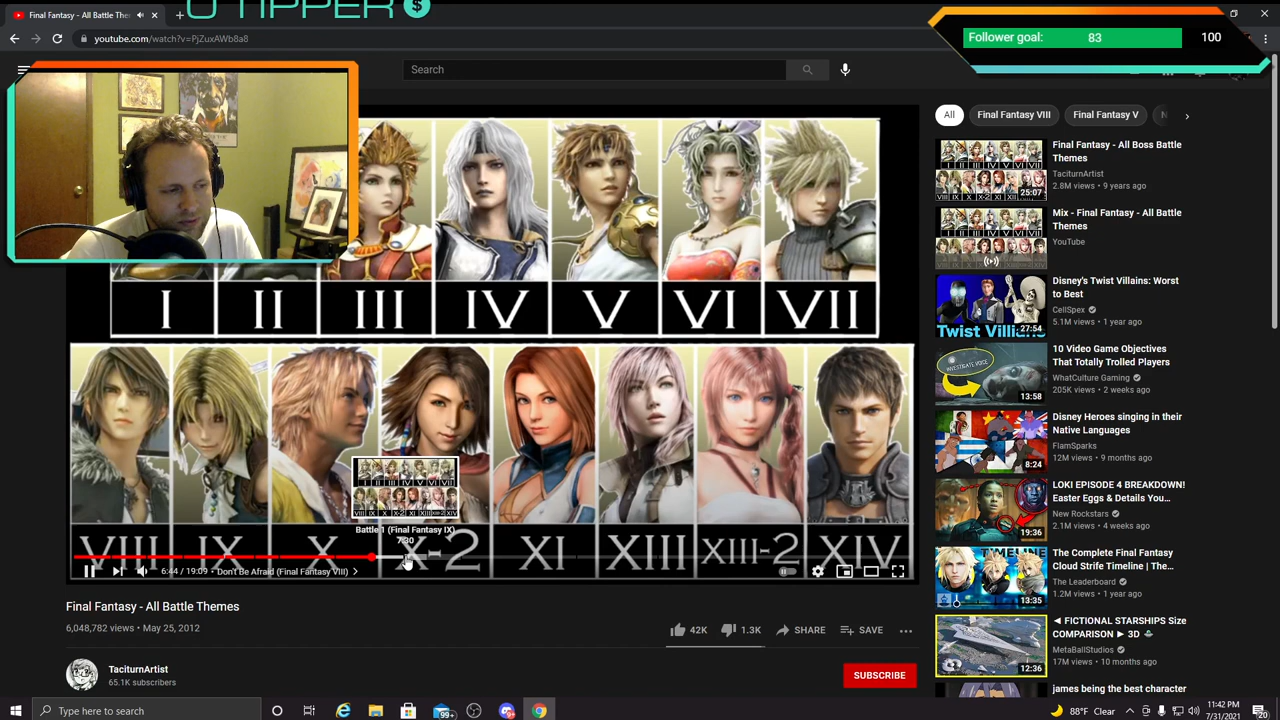 Final Fantasy - All Battle The
O TIPPER $
youtube.com/watch?v=PjZuxAWb8a8
Follower goal: 83 100
Search
All
Final Fantasy VIII
Final Fantasy V
I
II
III
IV
V
VI
VII
VIII
IX
X
X-2
XI
XIII
XIII-2
XIV
Battle 1 (Final Fantasy IX)
7:30
6:44 / 19:09 • Don't Be Afraid (Final Fantasy VIII)
Final Fantasy - All Battle Themes
6,048,782 views • May 25, 2012
42K
1.3K
SHARE
SAVE
TaciturnArtist
65.1K subscribers
SUBSCRIBE
25:07
Final Fantasy - All Boss Battle
Themes
TaciturnArtist
2.8M views • 9 years ago
Mix - Final Fantasy - All Battle
Themes
YouTube
Twist Villains
27:54
Disney's Twist Villains: Worst
to Best
CellSpex
5.1M views • 1 year ago
INVESTIGATE NOISE
13:58
10 Video Game Objectives
That Totally Trolled Players
WhatCulture Gaming
205K views • 2 weeks ago
8:24
Disney Heroes singing in their
Native Languages
FlamSparks
12M views • 9 months ago
19:36
LOKI EPISODE 4 BREAKDOWN!
Easter Eggs & Details You...
New Rockstars
2.1M views • 4 weeks ago
TIMELINE
13:35
The Complete Final Fantasy
Cloud Strife Timeline | The...
The Leaderboard
1.2M views • 1 year ago
12:36
◄ FICTIONAL STARSHIPS Size
COMPARISON ► 3D
MetaBallStudios
17M views • 10 months ago
james being the best character
Type here to search
99+
88°F Clear
11:42 PM
7/31/2021
20